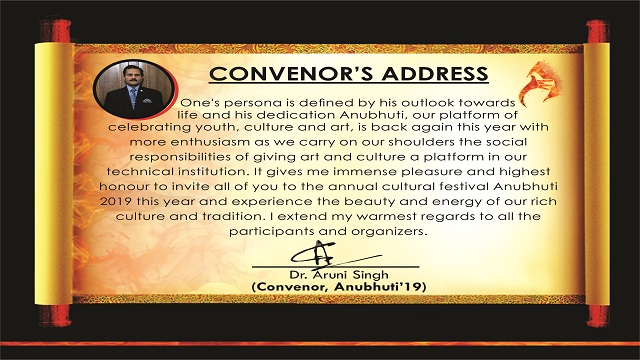 CONVENOR'S ADDRESS
One's persona is defined by his outlook towards
life and his dedication Anubhuti, our platform of
celebrating youth, culture and art, is back again this year with
more enthusiasm as we carry on our shoulders the social
responsibilities of giving art and culture a platform in our
technical institution. It gives me immense pleasure and highest
honour to invite all of you to the annual cultural festival Anubhuti
2019 this year and experience the beauty and energy of our rich
culture and tradition. I extend my warmest regards to all the
participants and organizers.
Dr. Aruni Singh
(Convenor, Anubhuti'19)